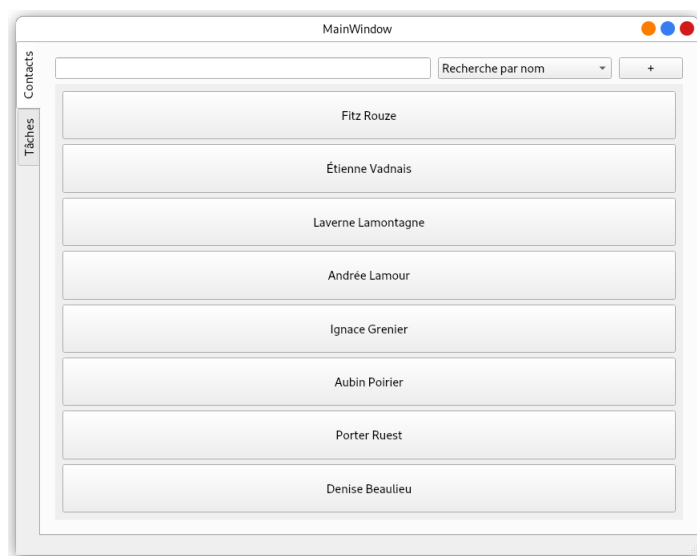 MainWindow
Contacts
Tâches
Recherche par nom
+
Fitz Rouze
Étienne Vadnais
Laverne Lamontagne
Andrée Lamour
Ignace Grenier
Aubin Poirier
Porter Ruest
Denise Beaulieu